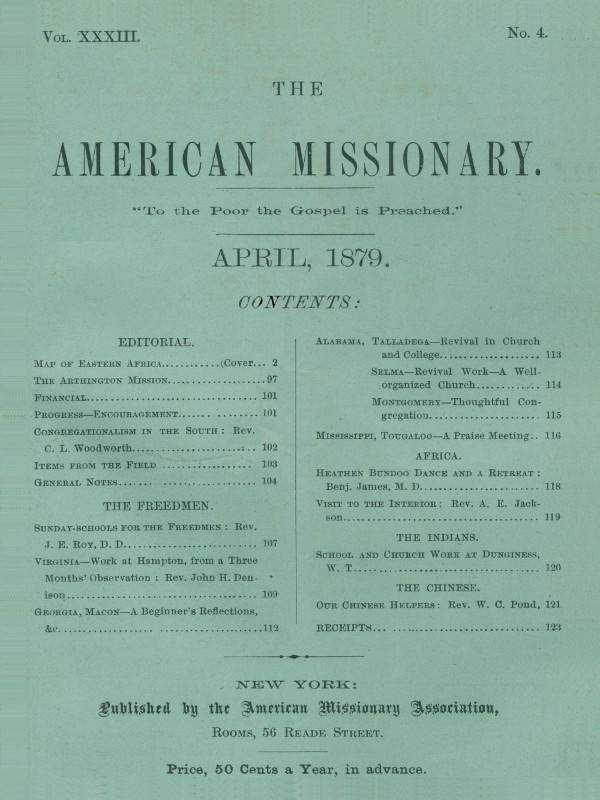 VOL. XXXIII.
No. 4.
THE
AMERICAN MISSIONARY.
"To the Poor the Gospel is Preached."
APRIL, 1879.
CONTENTS:
EDITORIAL.
MAP OF EASTERN AFRICA...........(Cover... 2
THE ARTHINGTON MISSION.................97
FINANCIAL................................... 101
PROGRESS—ENCOURAGEMENT................ 101
CONGREGATIONALISM IN THE SOUTH: Rev.
C. L. Woodworth......................... 102
ITEMS FROM THE FIELD .................. 103
GENERAL NOTES............................ 104
THE FREEDMEN.
SUNDAY-SCHOOLS FOR THE FREEDMEN: Rev.
J. E. ROY, D. D.......................... 107
VIRGINIA—Work at Hampton, from a Three
Months' Observation: Rev. John H. Den-
ison...................................... 109
GEORGIA, MACON—A Beginner's Reflections,
&c......................................112
ALABAMA, TALLADEGA—Revival in Church
and College.................... 113
SELMA—Revival Work—A Well-
organized Church............ 114
MONTGOMERY—Thoughtful Con-
gregation...................... 115
MISSISSIPPI, TOUGALOO—A Praise Meeting.. 116
AFRICA.
HEATHEN BUNDOO DANCE AND A RETREAT:
Benj. James, M. D....................... 118
VISIT TO THE INTERIOR: Rev. A. E. Jack-
son....................................... 119
THE INDIANS.
SCHOOL AND CHURCH WORK AT DUNGINESS,
W. T..................................... 120
THE CHINESE.
OUR CHINESE HELPERS: Rev. W. C. Pond, 121
RECEIPTS... ............................. 123
NEW YORK:
Published by the American Missionary Association,
ROOMS, 56 READE STREET.
Price, 50 Cents a Year, in advance.